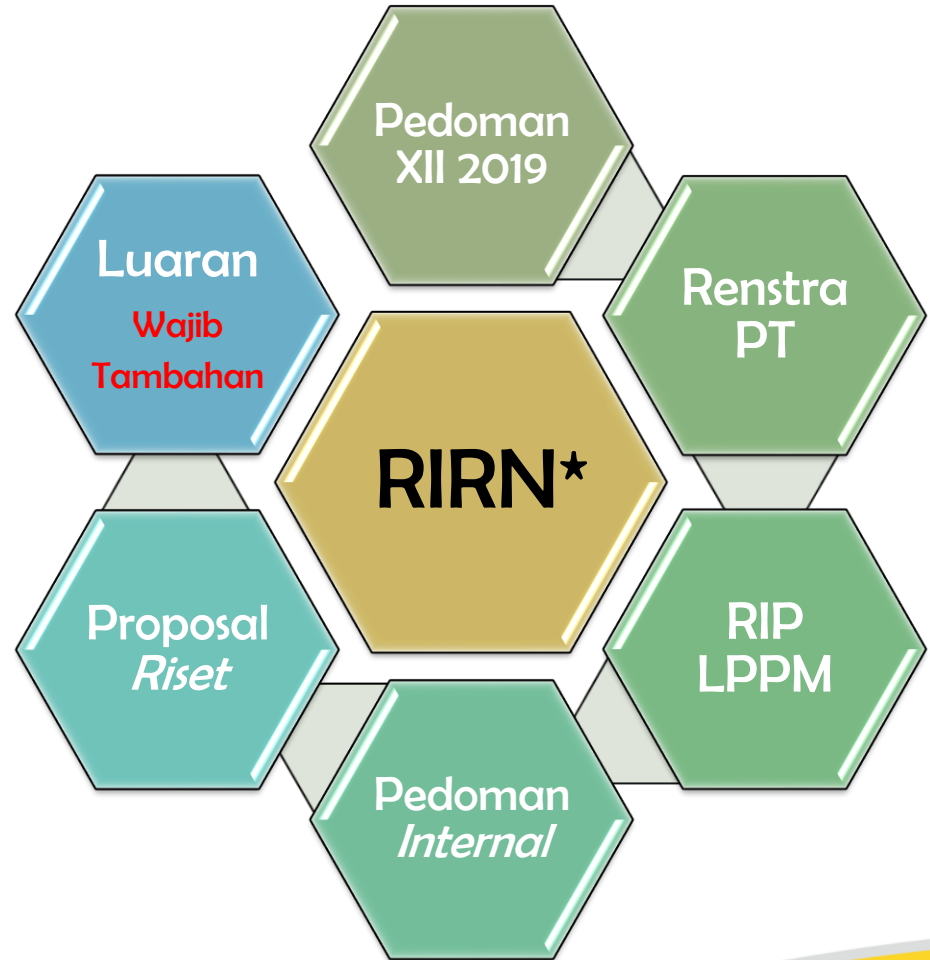 Pedoman
XII 2019
Renstra
PT
RIP
LPPM
Pedoman
Internal
Proposal
Riset
Luaran
Wajib
Tambahan
RIRN*